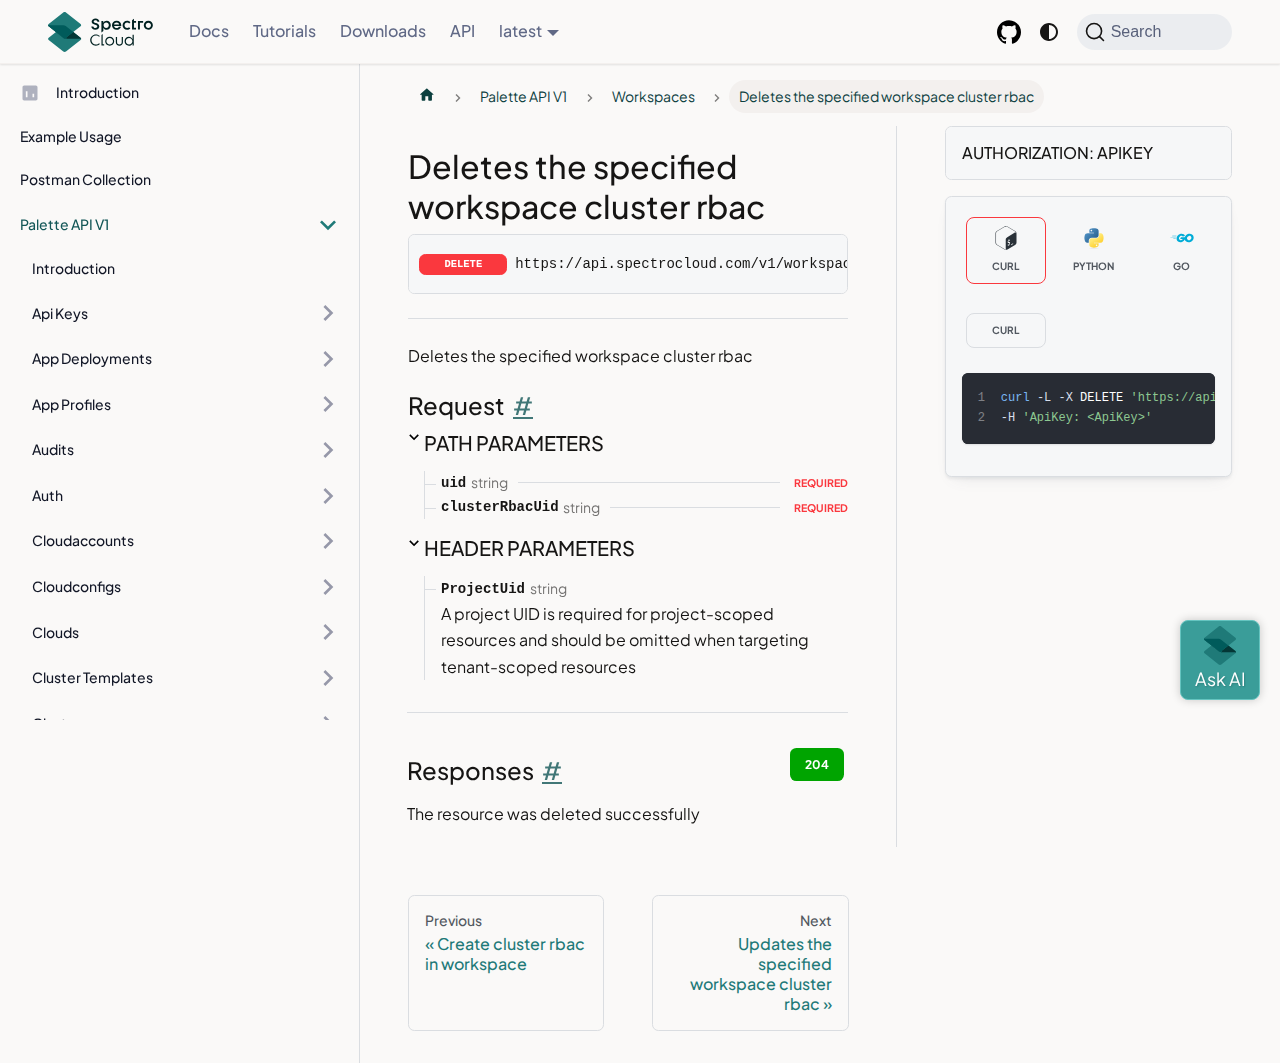 Spectro
Cloud
Docs
Tutorials
Downloads
API
latest
Search
Introduction
Example Usage
Postman Collection
Palette API V1
Introduction
Api Keys
App Deployments
App Profiles
Audits
Auth
Cloudaccounts
Cloudconfigs
Clouds
Cluster Templates
Palette API V1
Workspaces
Deletes the specified workspace cluster rbac
Deletes the specified
workspace cluster rbac
DELETE https://api.spectrocloud.com/v1/workspac
Deletes the specified workspace cluster rbac
Request #
PATH PARAMETERS
uid string REQUIRED
clusterRbacUid string REQUIRED
HEADER PARAMETERS
ProjectUid string
A project UID is required for project-scoped
resources and should be omitted when targeting
tenant-scoped resources
Responses #
204
The resource was deleted successfully
Previous
« Create cluster rbac
in workspace
Next
Updates the
specified
workspace cluster
rbac »
AUTHORIZATION: APIKEY
CURL
PYTHON
GO
GO
CURL
1 curl -L -X DELETE 'https://api
2 -H 'ApiKey: <ApiKey>'
Ask AI